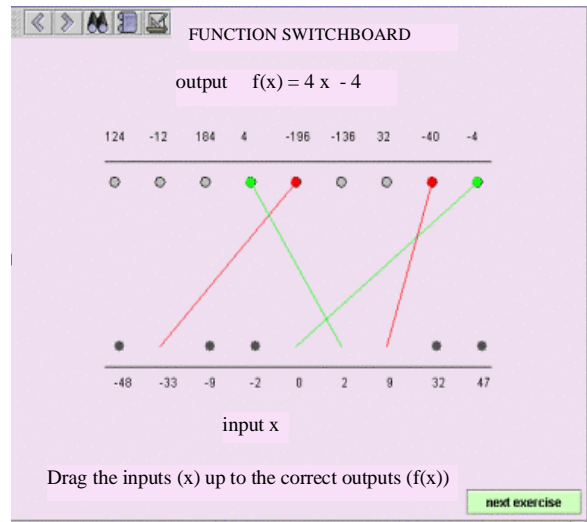 FUNCTION SWITCHBOARD
output f(x) = 4 x - 4
124 -12 184 4 -196 -136 32 -40 -4
-48 -33 -9 -2 0 2 9 32 47
input x
Drag the inputs (x) up to the correct outputs (f(x))
next exercise